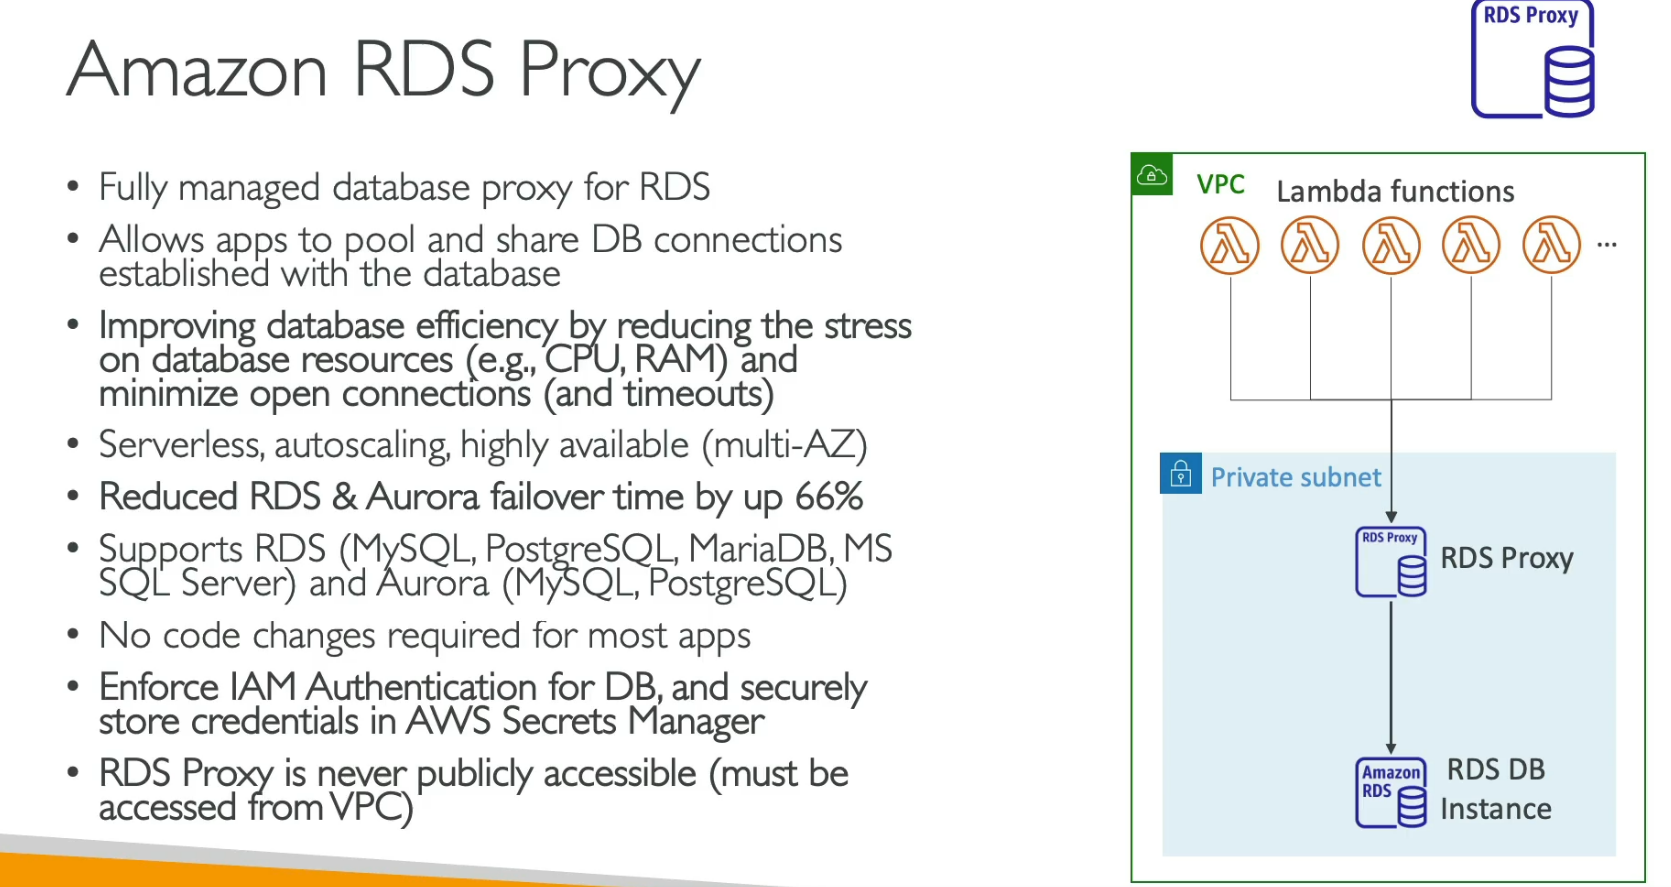 Amazon RDS Proxy
RDS Proxy
• Fully managed database proxy for RDS
• Allows apps to pool and share DB connections
established with the database
• Improving database efficiency by reducing the stress
on database resources (e.g., CPU, RAM) and
minimize open connections (and timeouts)
• Serverless, autoscaling, highly available (multi-AZ)
• Reduced RDS & Aurora failover time by up 66%
• Supports RDS (MySQL, PostgreSQL, MariaDB, MS
SQL Server) and Aurora (MySQL, PostgreSQL)
• No code changes required for most apps
• Enforce IAM Authentication for DB, and securely
store credentials in AWS Secrets Manager
• RDS Proxy is never publicly accessible (must be
accessed from VPC)
VPC
Lambda functions
...
Private subnet
RDS Proxy
RDS Proxy
Amazon
RDS
RDS DB
Instance